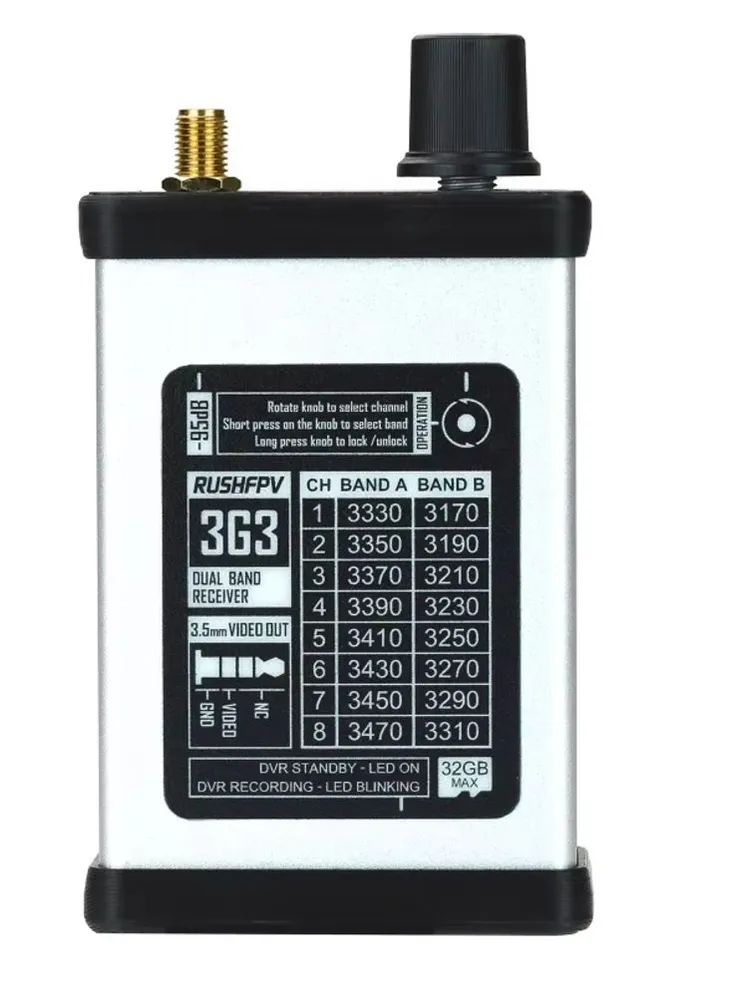 -95dB
Rotate knob to select channel
Short press on the knob to select band
Long press knob to lock /unlock
OPERATION
RUSHFPV
3G3
DUAL BAND
RECEIVER
3.5mm VIDEO OUT
GND
VIDEO
NC
CH BAND A BAND B
1 3330 3170
2 3350 3190
3 3370 3210
4 3390 3230
5 3410 3250
6 3430 3270
7 3450 3290
8 3470 3310
DVR STANDBY - LED ON
DVR RECORDING - LED BLINKING
32GB
MAX